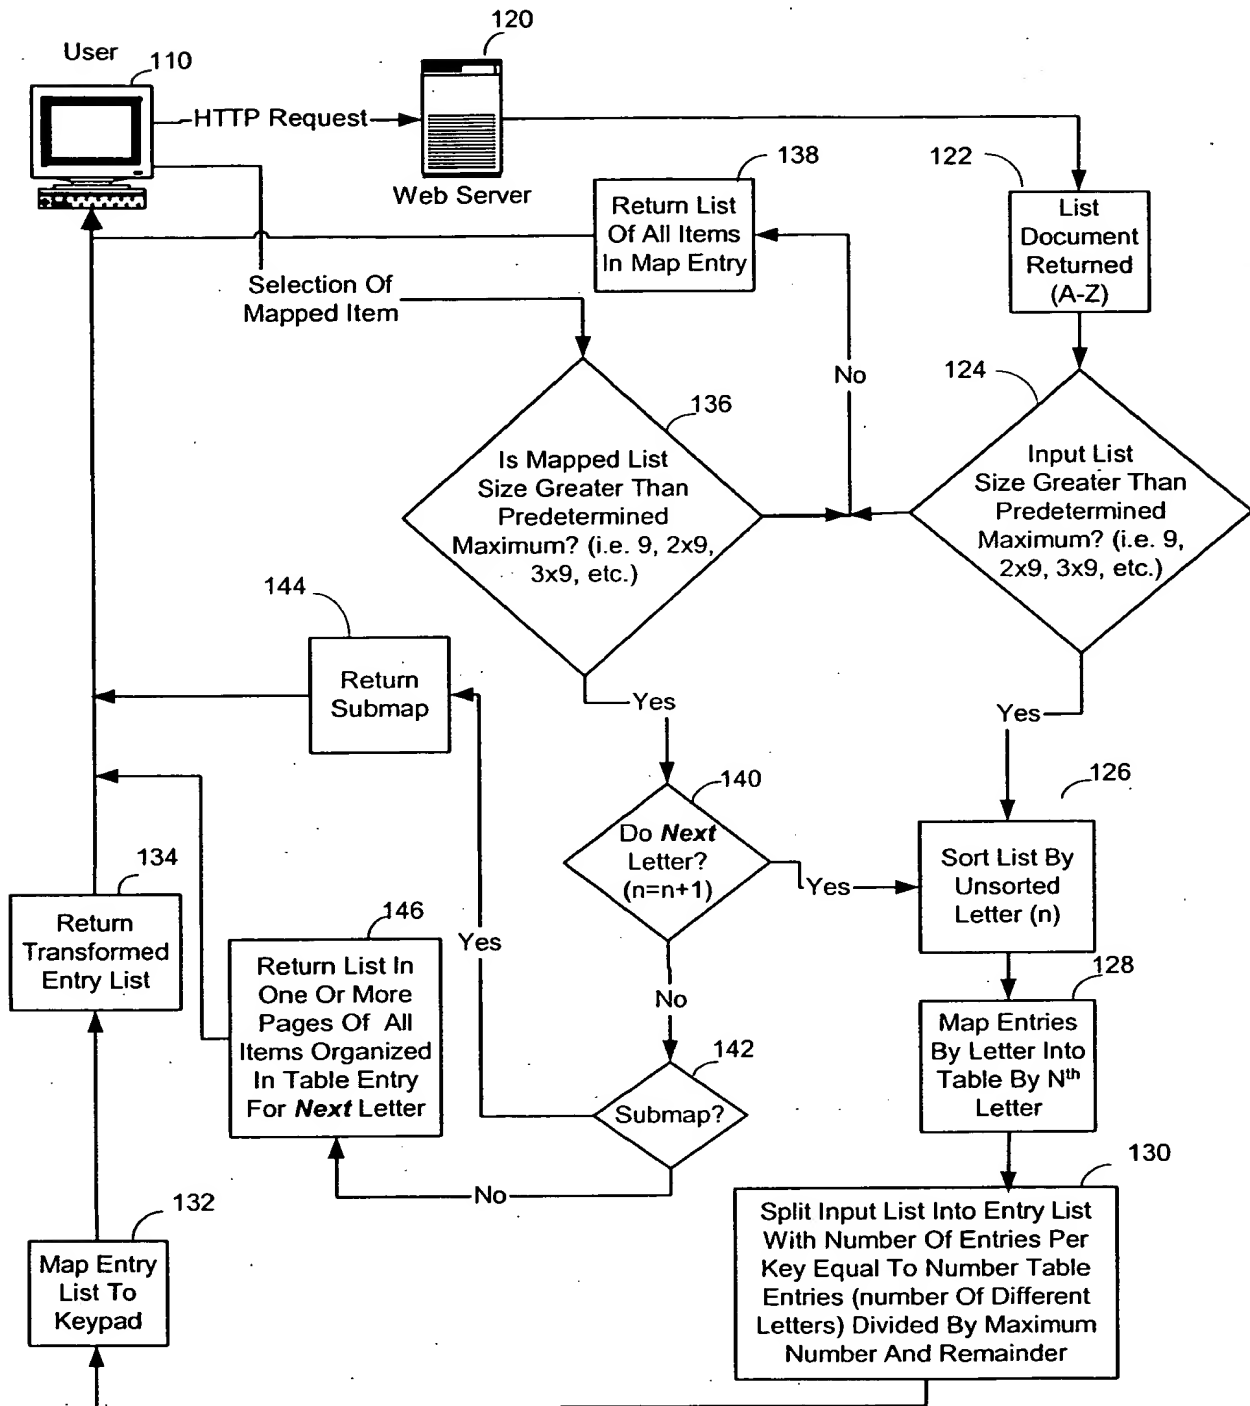 120
User
110
HTTP Request
Web Server
138
122
Return List
Of All Items
In Map Entry
List
Document
Returned
(A-Z)
Selection Of
Mapped Item
No
124
136
Is Mapped List
Size Greater Than
Predetermined
Maximum? (i.e. 9, 2x9,
3x9, etc.)
Input List
Size Greater Than
Predetermined
Maximum? (i.e. 9,
2x9, 3x9, etc.)
144
Return
Submap
Yes
Yes
140
126
Do Next
Letter?
(n=n+1)
Yes
Sort List By
Unsorted
Letter (n)
134
Return
Transformed
Entry List
146
Return List In
One Or More
Pages Of All
Items Organized
In Table Entry
For Next Letter
Yes
No
128
Map Entries
By Letter Into
Table By Nth
Letter
142
Submap?
No
130
Split Input List Into Entry List
With Number Of Entries Per
Key Equal To Number Table
Entries (number Of Different
Letters) Divided By Maximum
Number And Remainder
132
Map Entry
List To
Keypad